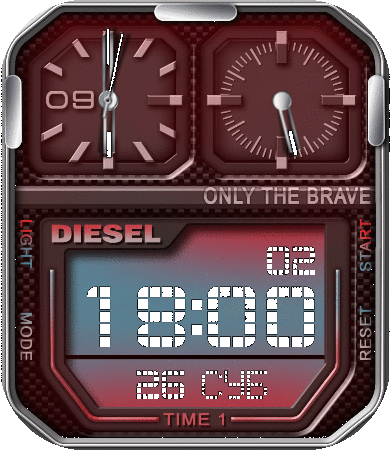 09
ONLY THE BRAVE
DIESEL
LIGHT
START
02
18:00
MODE
RESET
26 СУБ
TIME 1